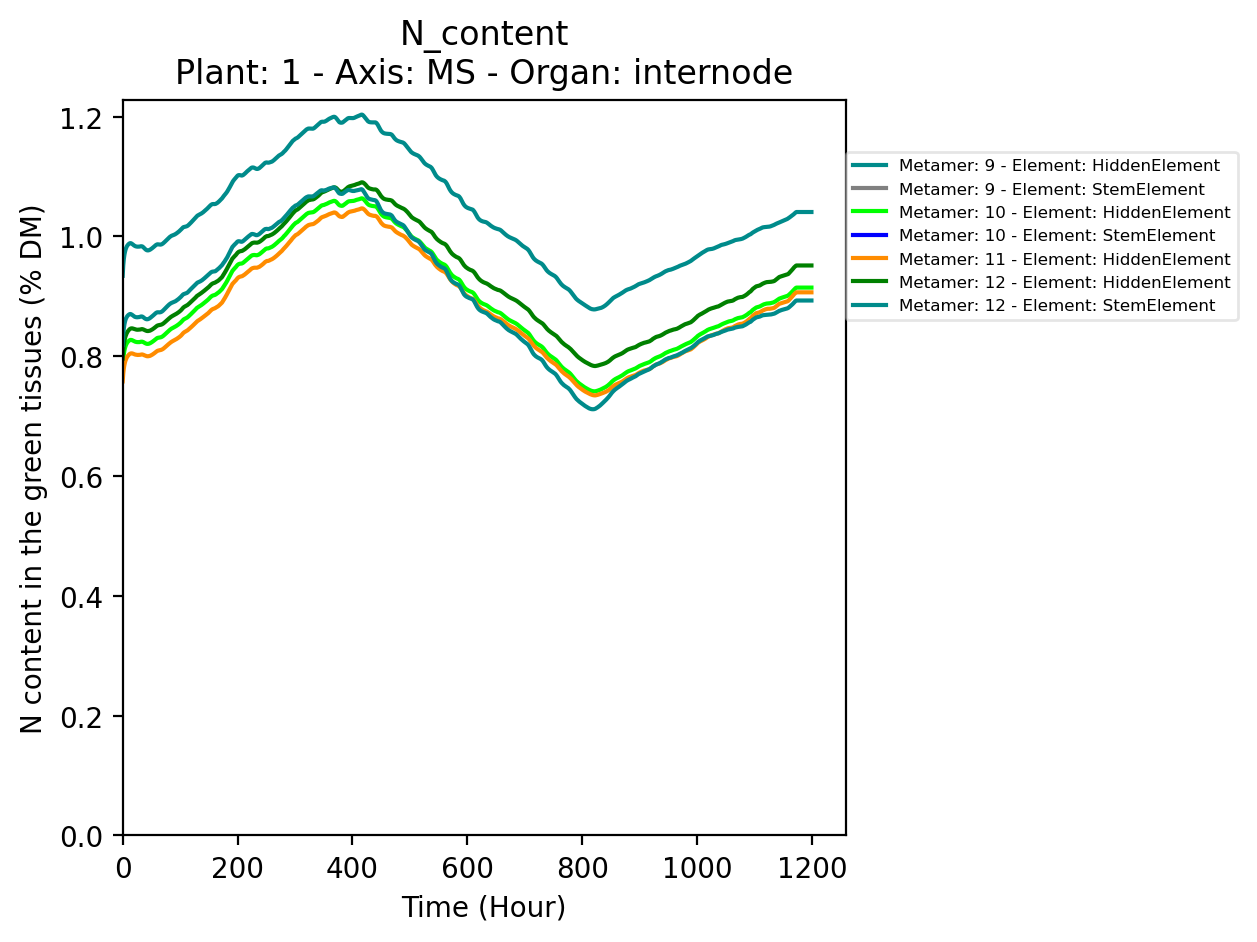 N_content
Plant: 1 - Axis: MS - Organ: internode
1.2
1.0
0.8
0.6
0.4
0.2
0.0
N content in the green tissues (% DM)
0 200 400 600 800 1000 1200
Time (Hour)
Metamer: 9 - Element: HiddenElement
Metamer: 9 - Element: StemElement
Metamer: 10 - Element: HiddenElement
Metamer: 10 - Element: StemElement
Metamer: 11 - Element: HiddenElement
Metamer: 12 - Element: HiddenElement
Metamer: 12 - Element: StemElement